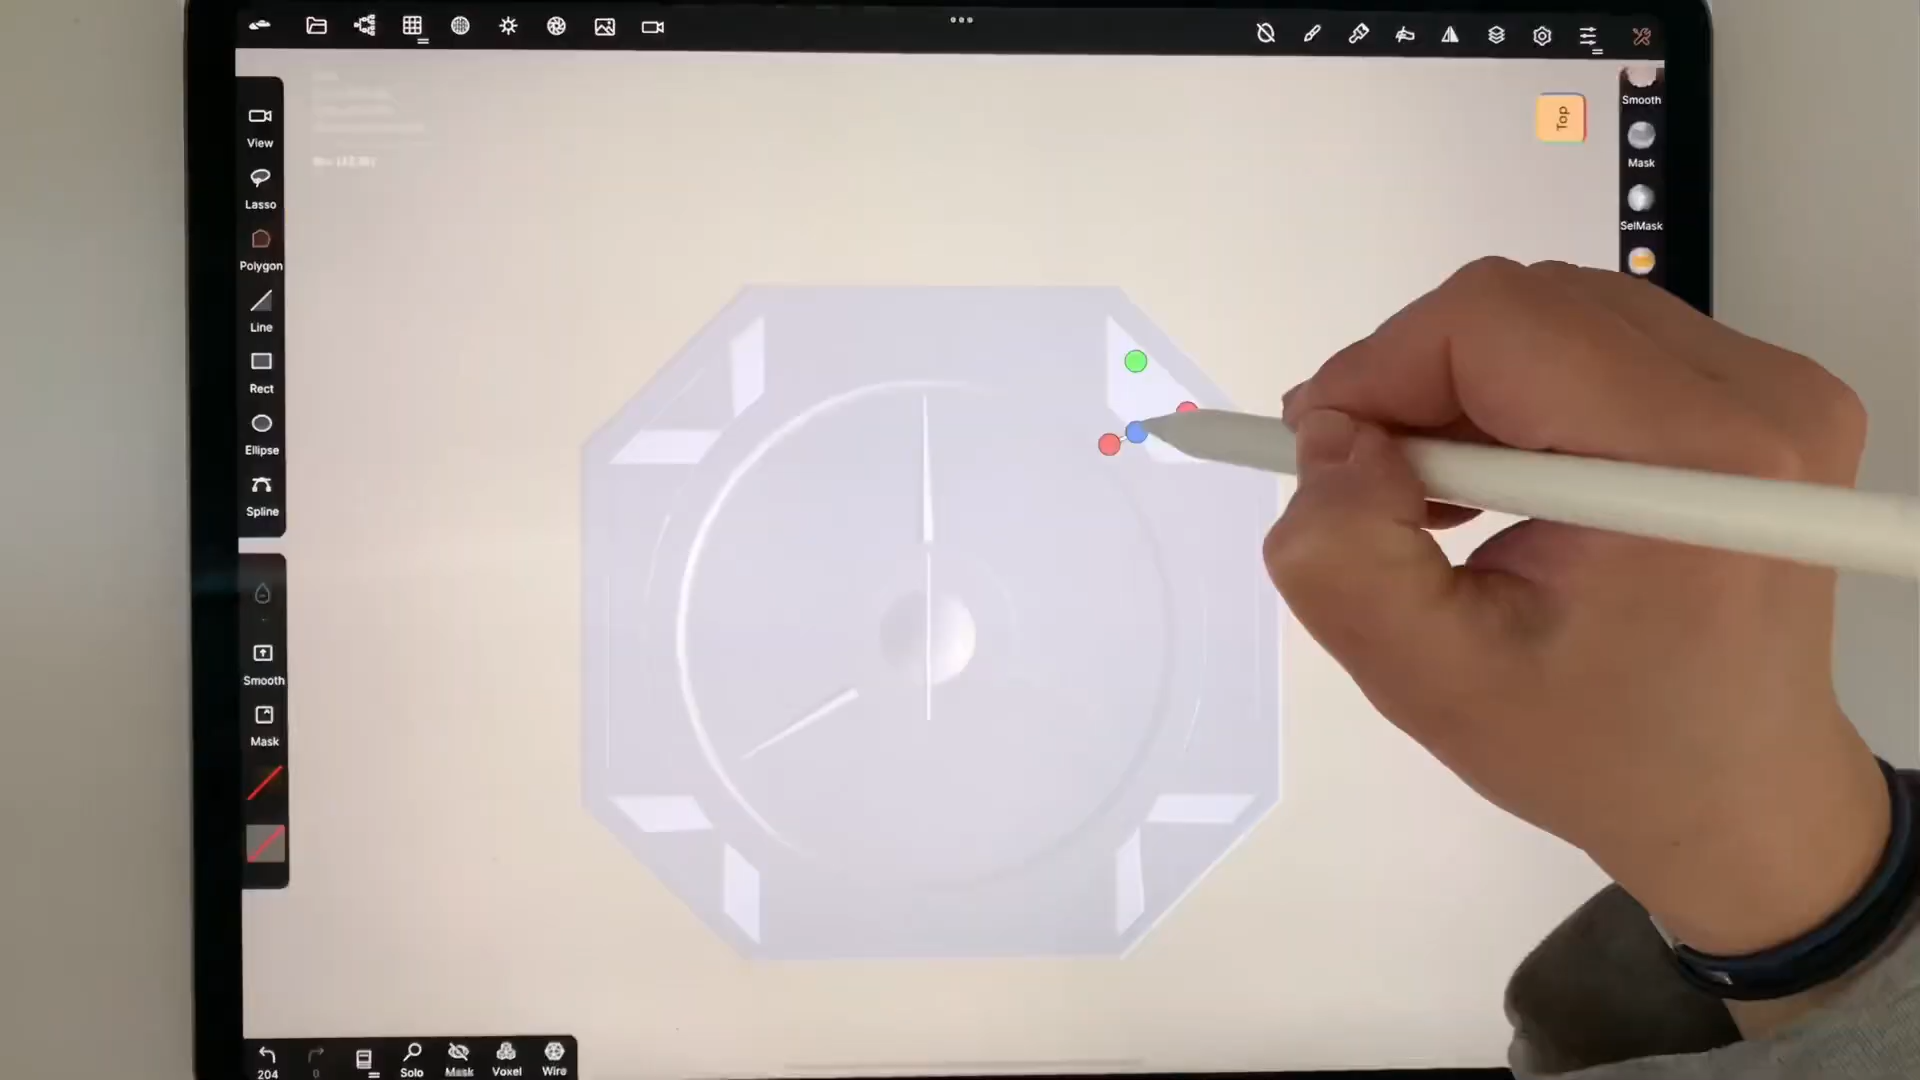 View
Lasso
Polygon
Line
Rect
Ellipse
Spline
Smooth
Mask
Top
Smooth
Mask
SelMask
204
0
Solo
Mask
Voxel
Wire